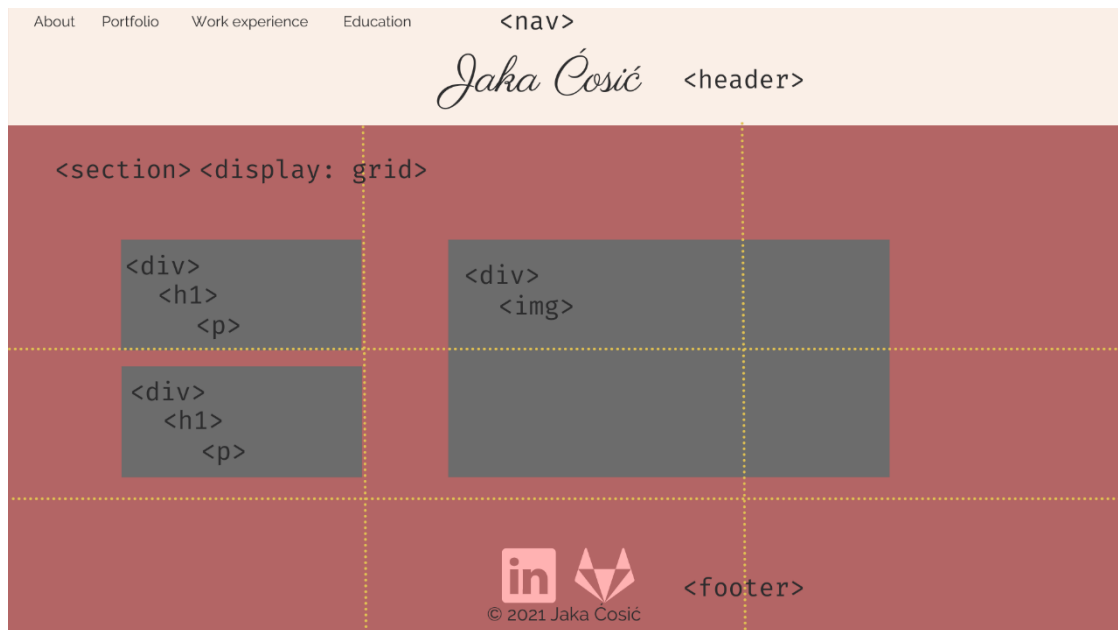 About Portfolio Work experience Education <nav>
Jaka Ćosić <header>
<section> <display: grid>
<div>
<h1>
<p>
<div>
<img>
<div>
<h1>
<p>
in
<footer>
© 2021 Jaka Ćosić